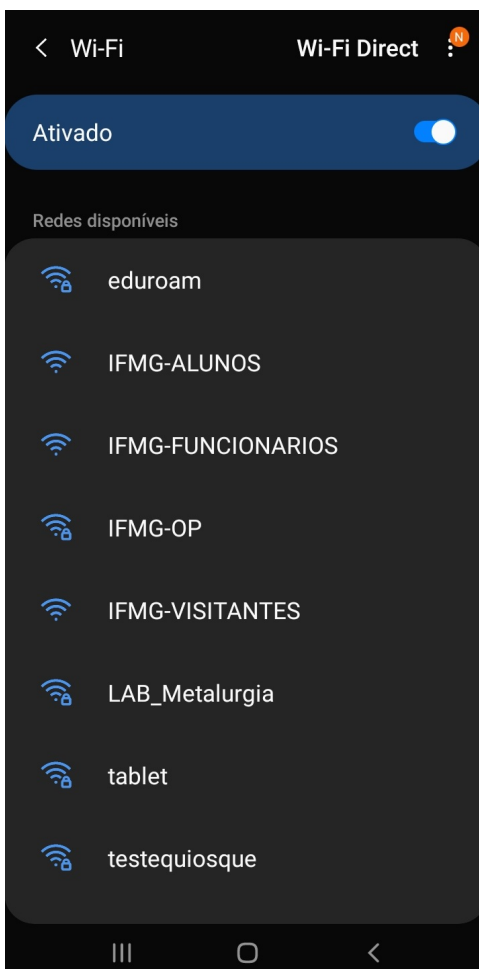 Wi-Fi Wi-Fi Direct N
Ativado
Redes disponíveis
eduroam
IFMG-ALUNOS
IFMG-FUNCIONARIOS
IFMG-OP
IFMG-VISITANTES
LAB_Metalurgia
tablet
testequiosque